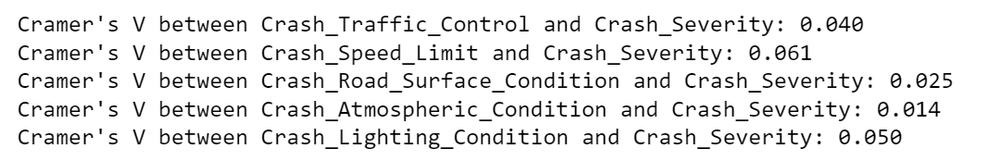 Cramer's V between Crash_Traffic_Control and Crash_Severity: 0.040
Cramer's V between Crash_Speed_Limit and Crash_Severity: 0.061
Cramer's V between Crash_Road_Surface_Condition and Crash_Severity: 0.025
Cramer's V between Crash_Atmospheric_Condition and Crash_Severity: 0.014
Cramer's V between Crash_Lighting_Condition and Crash_Severity: 0.050